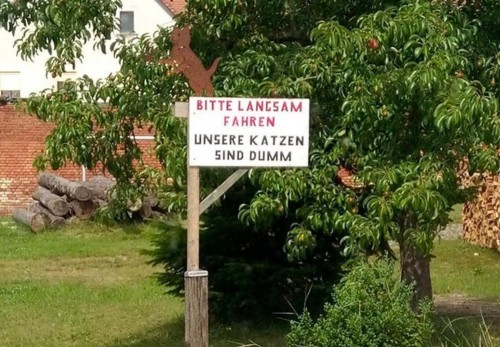 BITTE LANGSAM
FAHREN
UNSERE KATZEN
SIND DUMM